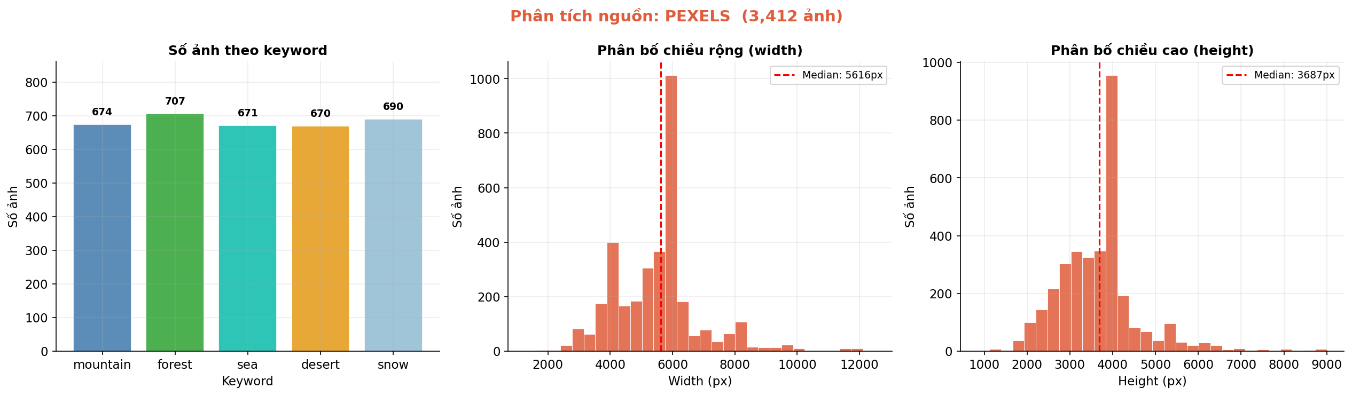 Phân tích nguồn: PEXELS (3,412 ảnh)
Số ảnh theo keyword
Số ảnh
800
700
600
500
400
300
200
100
0
674
707
671
670
690
mountain forest sea desert snow
Keyword
Phân bố chiều rộng (width)
Median: 5616px
Số ảnh
1000
800
600
400
200
0
2000 4000 6000 8000 10000 12000
Width (px)
Phân bố chiều cao (height)
Median: 3687px
Số ảnh
1000
800
600
400
200
0
1000 2000 3000 4000 5000 6000 7000 8000 9000
Height (px)